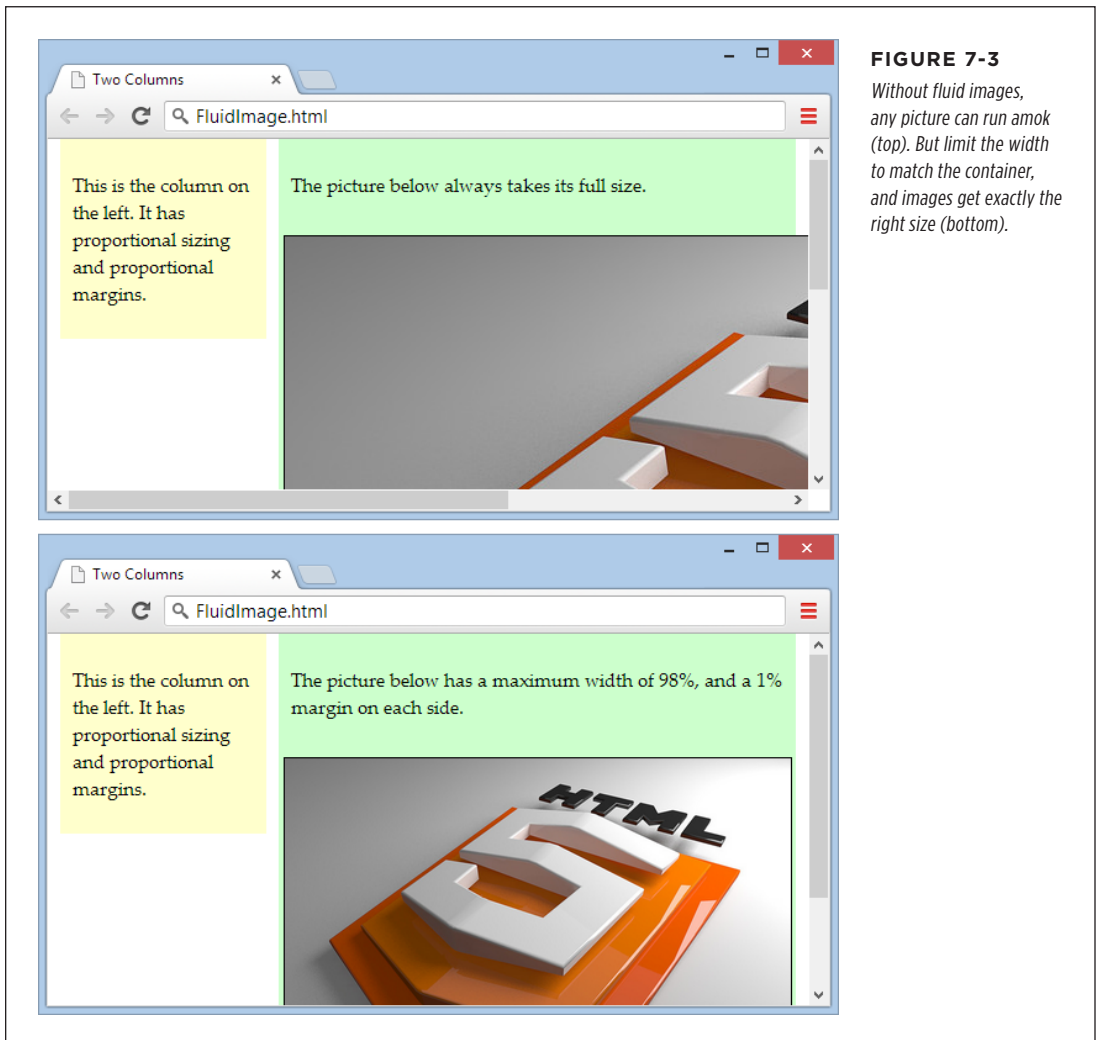 Two Columns
FluidImage.html
This is the column on
the left. It has
proportional sizing
and proportional
margins.
The picture below always takes its full size.
FIGURE 7-3
Without fluid images,
any picture can run amok
(top). But limit the width
to match the container,
and images get exactly the
right size (bottom).
Two Columns
FluidImage.html
This is the column on
the left. It has
proportional sizing
and proportional
margins.
The picture below has a maximum width of 98%, and a 1%
margin on each side.
HTML
5